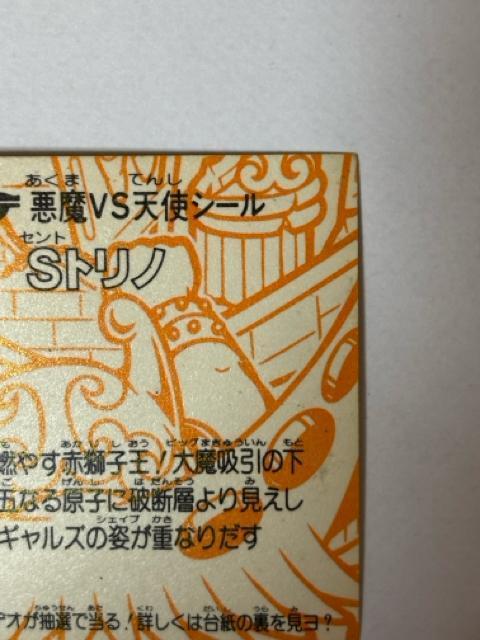 悪魔VS天使シール
Sトリノ
燃やす赤獅子王!大魔吸引の下
五なる原子に破断層より見えし
ギャルズの姿が重なりだす
デオが抽選で当る!詳しくは台紙の裏を見ヨ?